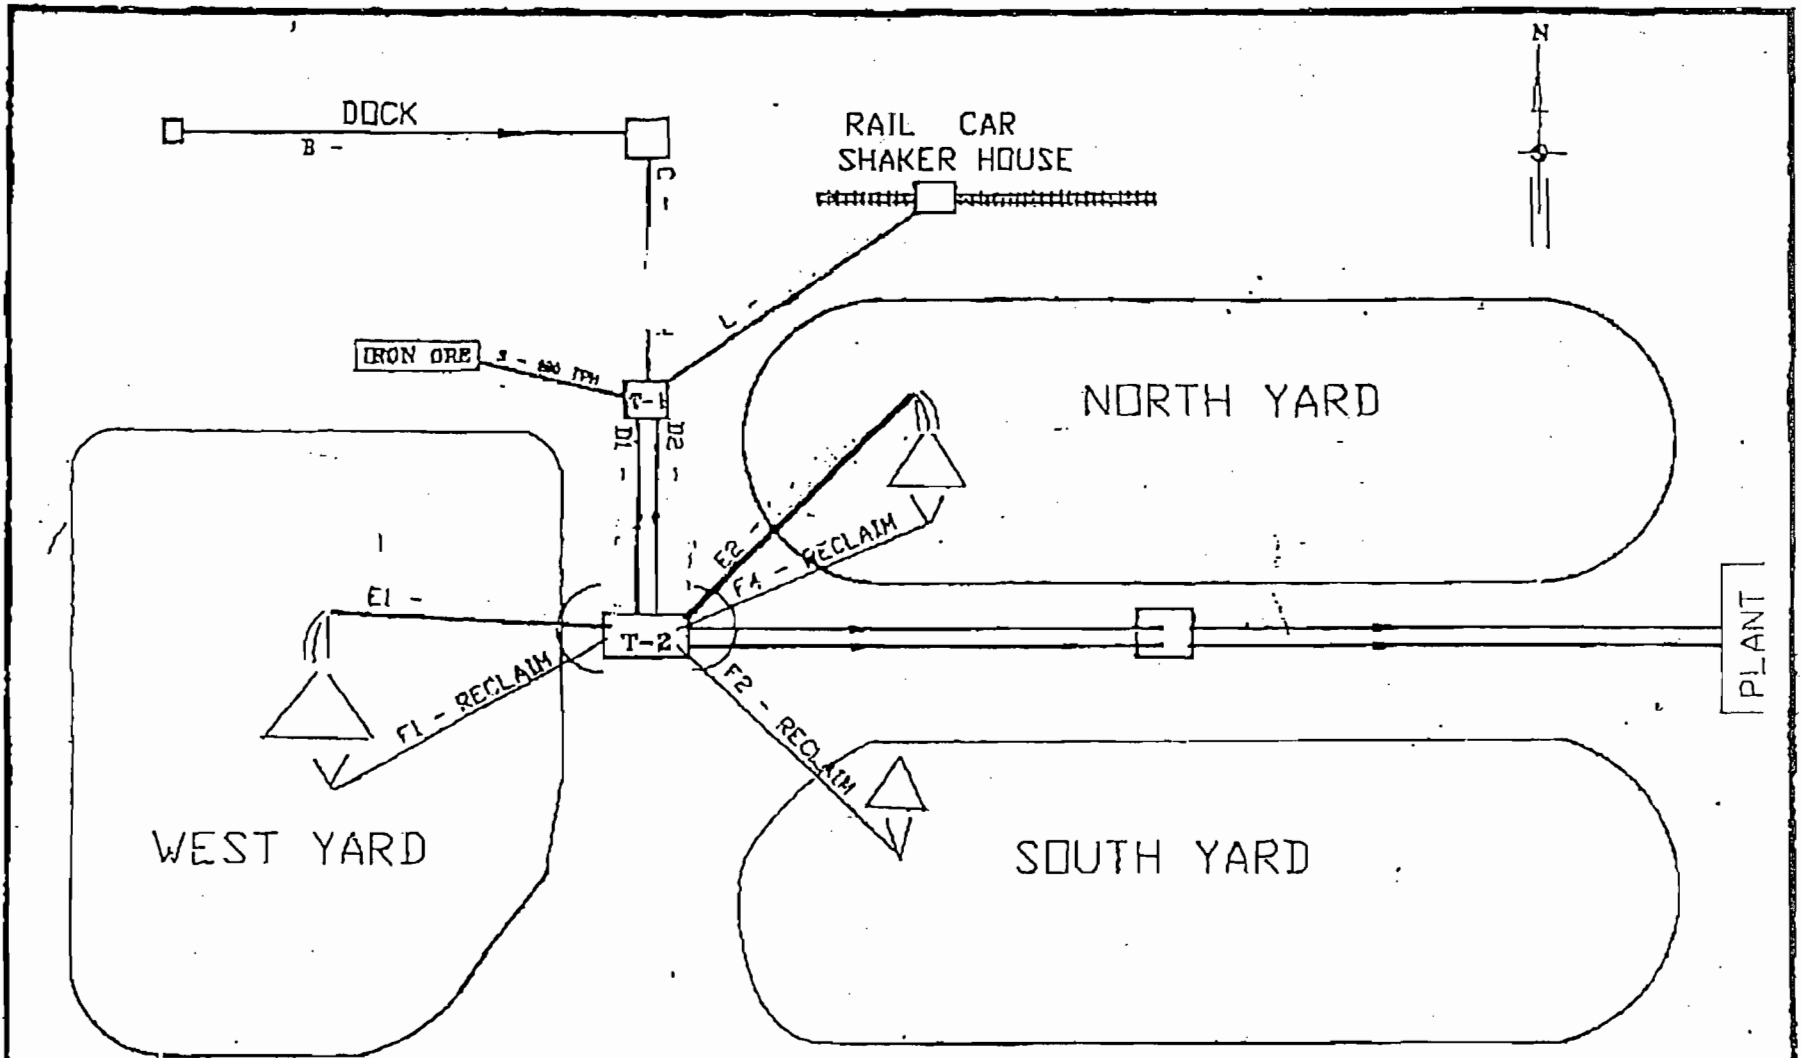 N
DOCK
B -
C -
RAIL CAR
SHAKER HOUSE
L -
IRON ORE
T-1
D1 -
D2 -
NORTH YARD
E2 -
F4 - RECLAIM
E1 -
T-2
F1 - RECLAIM
F2 - RECLAIM
PLANT
WEST YARD
SOUTH YARD